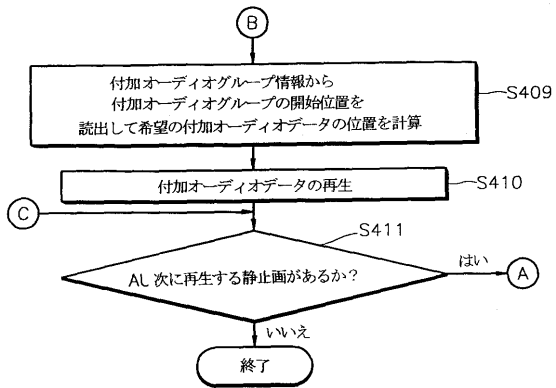 B
付加オーディオグループ情報から
付加オーディオグループの開始位置を
読出して希望の付加オーディオデータの位置を計算
S409
付加オーディオデータの再生
S410
C
S411
AL 次に再生する静止画があるか?
はい
A
いいえ
終了